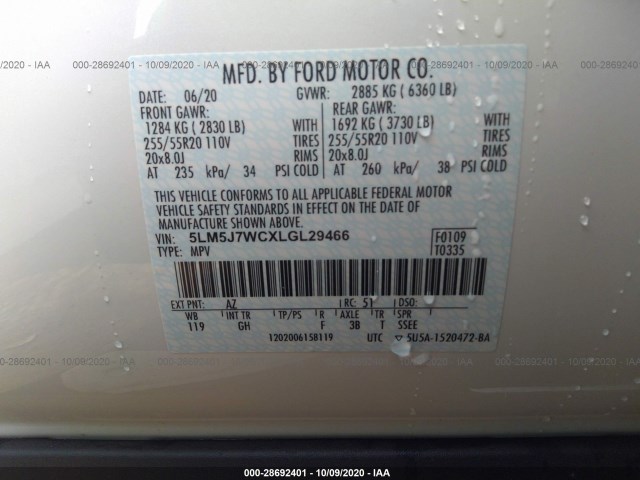 000-28692401 - 10/09/2020 - IAA
MFD. BY FORD MOTOR CO.
DATE: 06/20 GVWR: 2885 KG ( 6360 LB)
FRONT GAWR: REAR GAWR:
1284 KG ( 2830 LB) 1692 KG ( 3730 LB)
255/55R20 110V TIRES 255/55R20 110V TIRES
20x8.0J RIMS 20x8.0J RIMS
AT 235 kPa/ 34 PSI COLD AT 260 kPa/ 38 PSI COLD
THIS VEHICLE CONFORMS TO ALL APPLICABLE FEDERAL MOTOR
VEHICLE SAFETY STANDARDS IN EFFECT ON THE DATE OF
MANUFACTURE SHOWN ABOVE.
VIN: 5LM5J7WCXLGL29466 F0109
TYPE: MPV T0335
EXT PNT: AZ RC: 51 DSO:
WB INT TR TP/PS R AXLE TR SPR
119 GH F 3B T SSEE
1202006158119 UTC 5U5A-1520472-BA
000-28692401 - 10/09/2020 - IAA